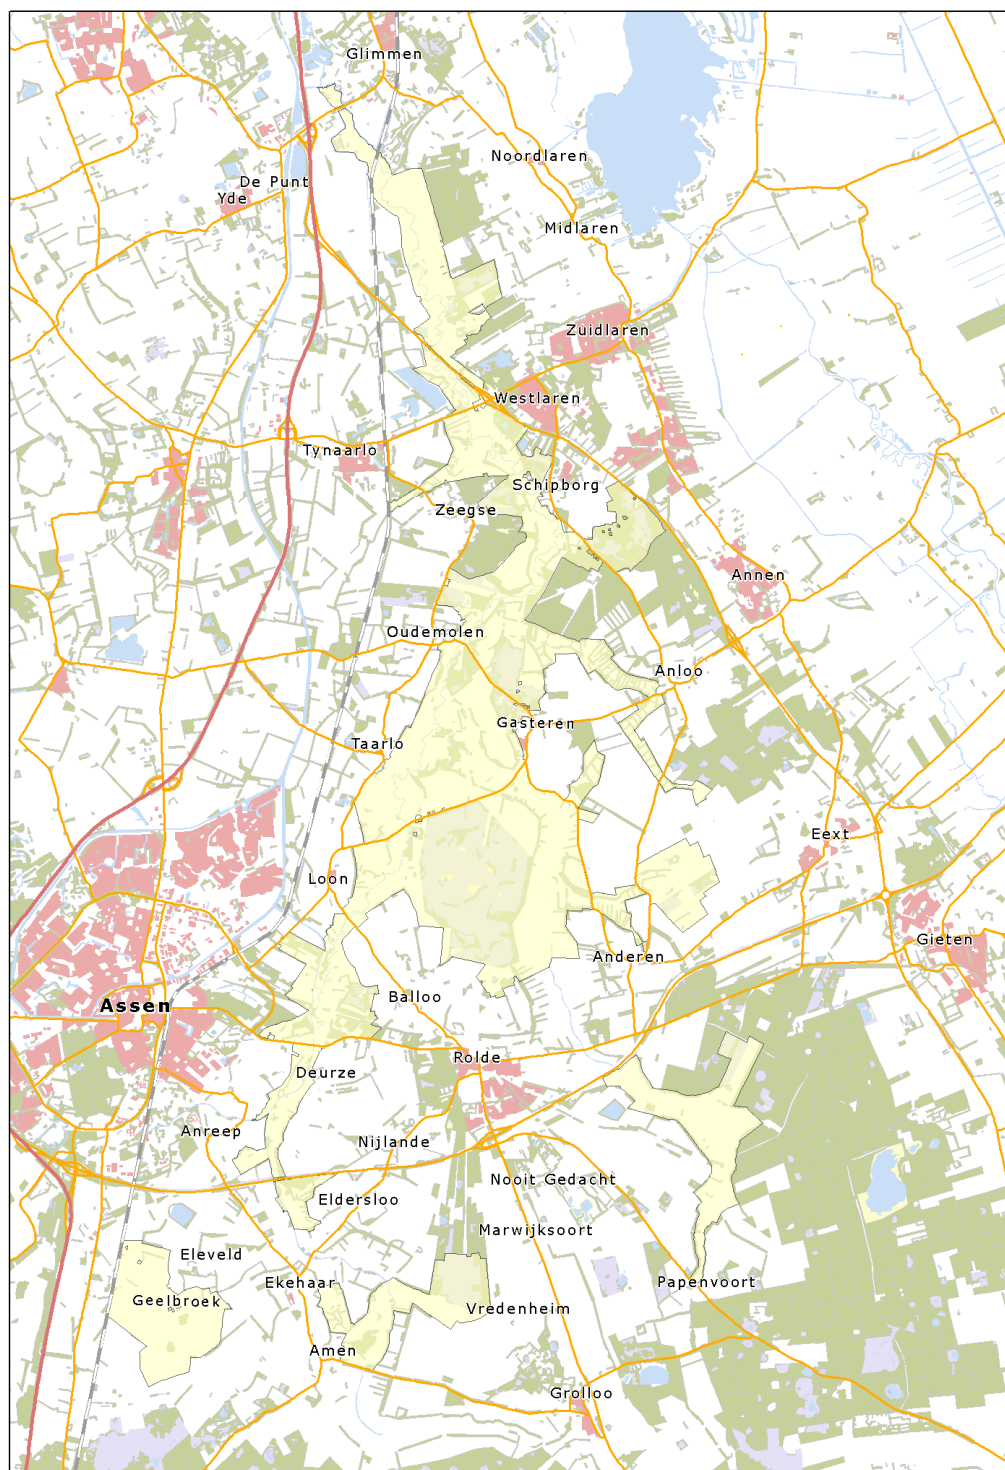 Glimmen
Noordlaren
De Punt
Yde
Midlaren
Zuidlaren
Westlaren
Tynaarlo
Schipborg
Zeegse
Annen
Oudemolen
Anloo
Gasteren
Taarlo
Eext
Loon
Gieten
Anderen
Balloo
Assen
Rolde
Deurze
Anreep
Nijlande
Nooit Gedacht
Eldersloo
Marwijksoort
Eleveld
Ekehaar
Papenvoort
Geelbroek
Vredenheim
Amen
Grolloo